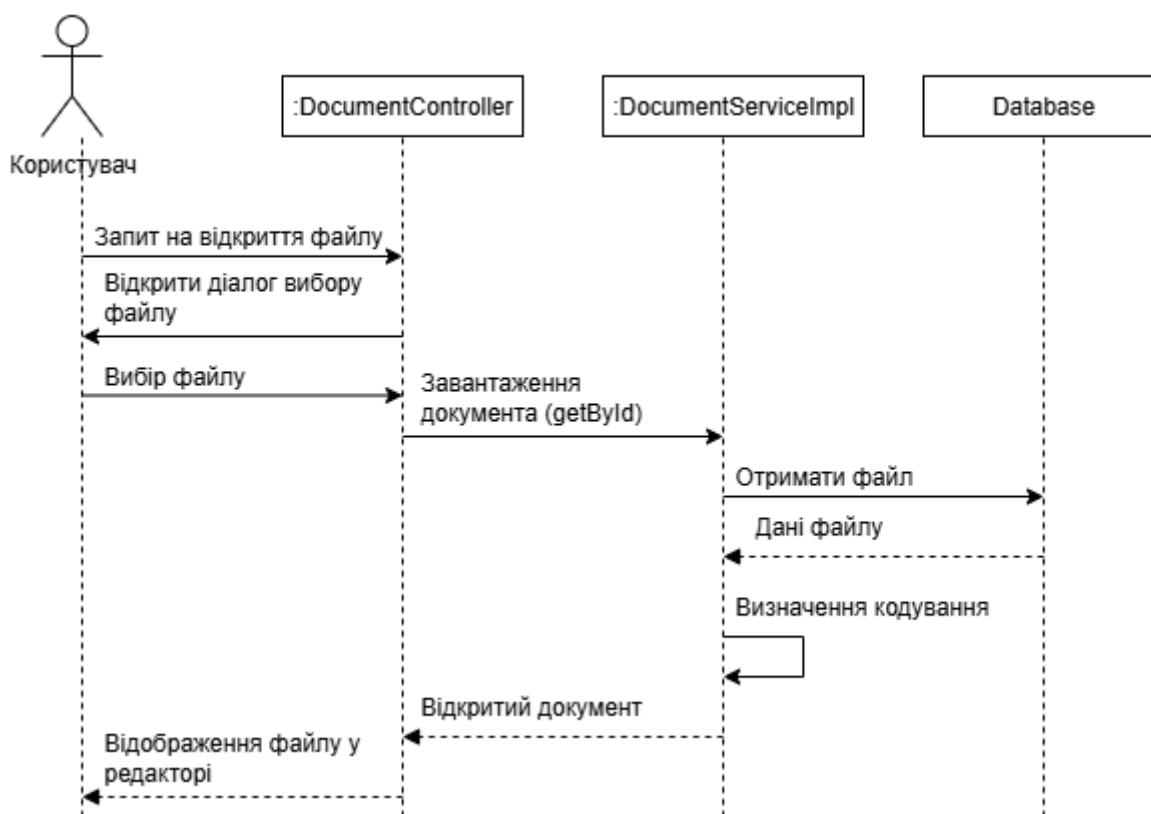 :DocumentController
:DocumentServiceImpl
Database
Користувач
Запит на відкриття файлу
Відкрити діалог вибору
файлу
Вибір файлу
Завантаження
документа (getById)
Отримати файл
Дані файлу
Визначення кодування
Відкритий документ
Відображення файлу у
редакторі